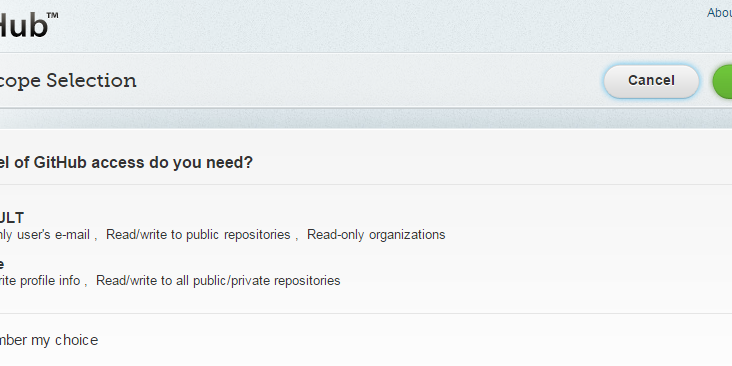 Hub™
Abou
cope Selection
Cancel
el of GitHub access do you need?
ULT
nly user's e-mail , Read/write to public repositories , Read-only organizations
e
rite profile info , Read/write to all public/private repositories
mber my choice